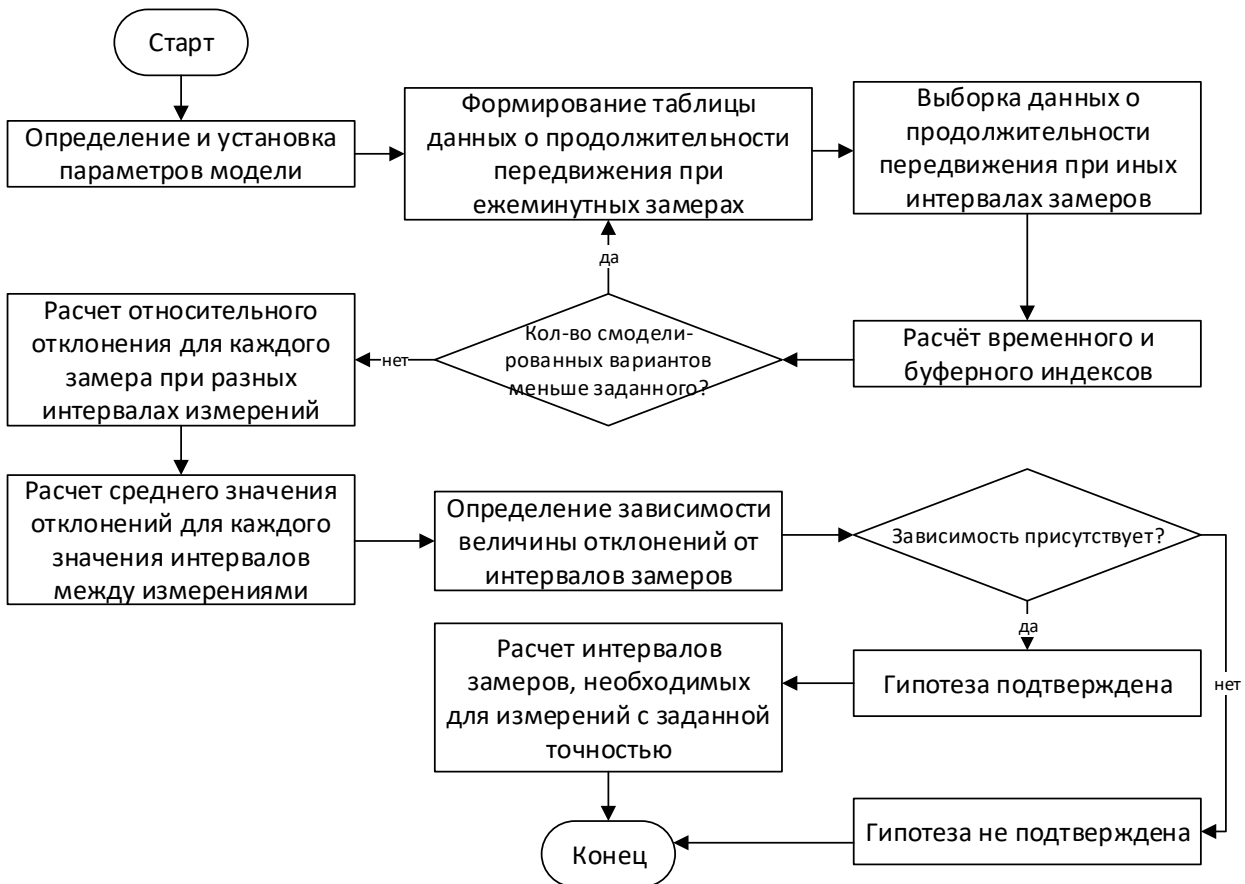 Старт
Определение и установка
параметров модели
Формирование таблицы
данных о продолжительности
передвижения при
ежеминутных замерах
Выборка данных о
продолжительности
передвижения при иных
интервалах замеров
да
Расчет относительного
отклонения для каждого
замера при разных
интервалах измерений
нет
Кол-во смодели-
рованных вариантов
меньше заданного?
Расчёт временного и
буферного индексов
Расчет среднего значения
отклонений для каждого
значения интервалов
между измерениями
Определение зависимости
величины отклонений от
интервалов замеров
Зависимость присутствует?
да
Расчет интервалов
замеров, необходимых
для измерений с заданной
точностью
Гипотеза подтверждена
нет
Гипотеза не подтверждена
Конец